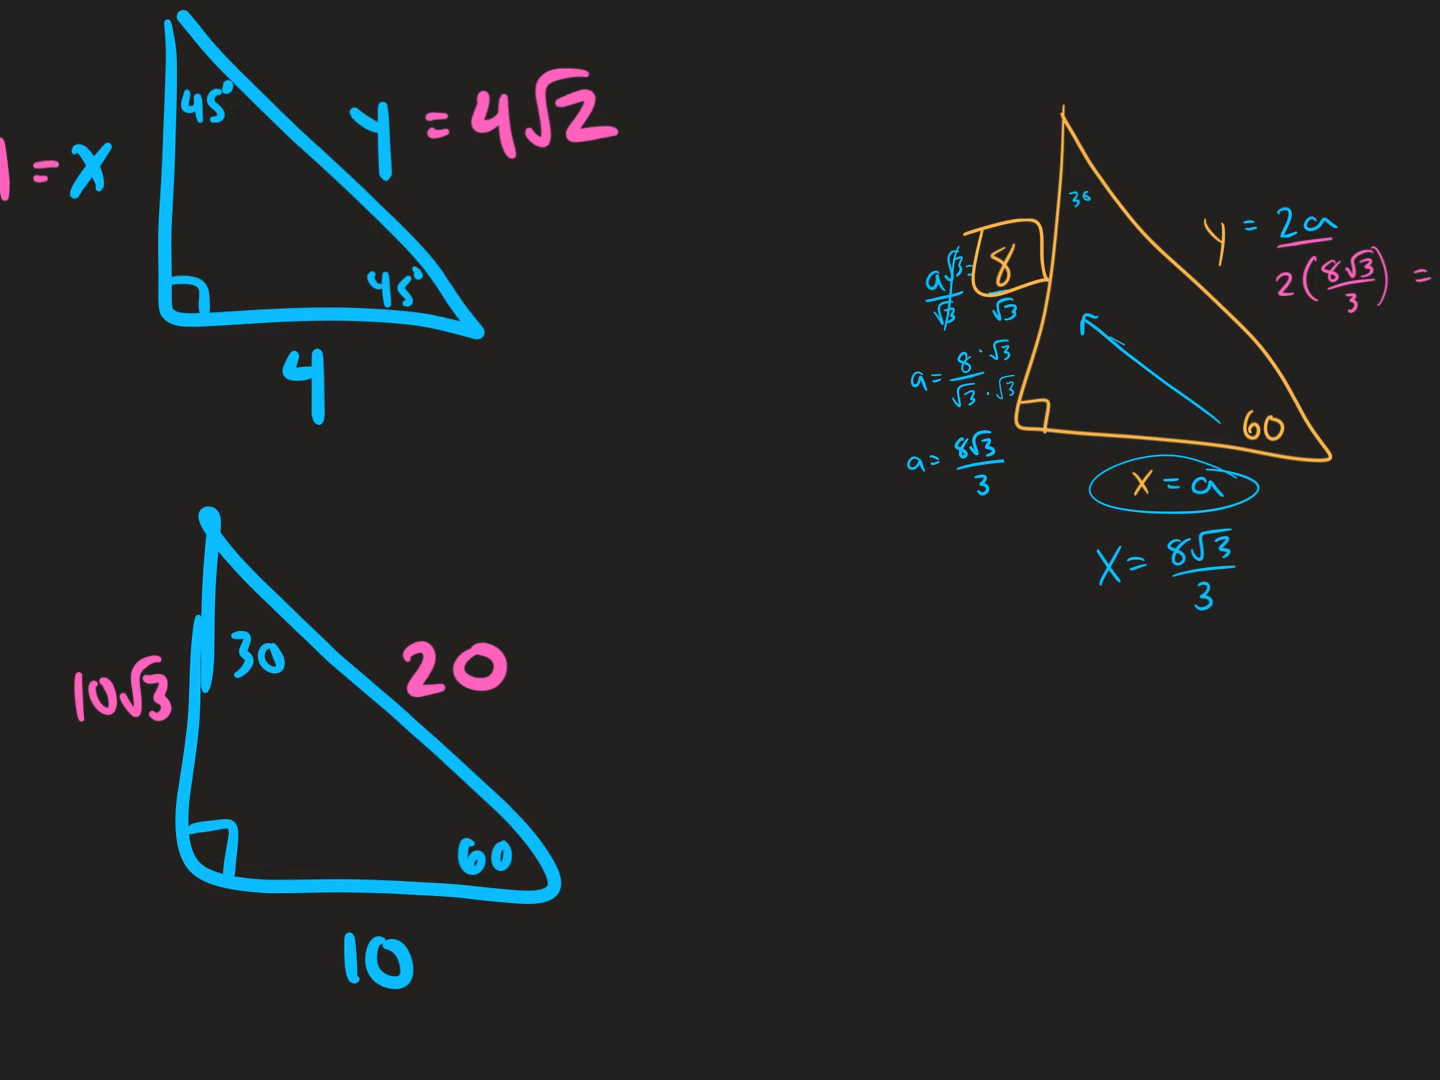 45°
y = 4√2
= x
45°
4
30
a√3 = 8
√3 √3
y = 2a
2(8√3/3) =
a = 8 · √3
√3 · √3
a = 8√3/3
60
x = a
x = 8√3/3
30
10√3
20
60
10